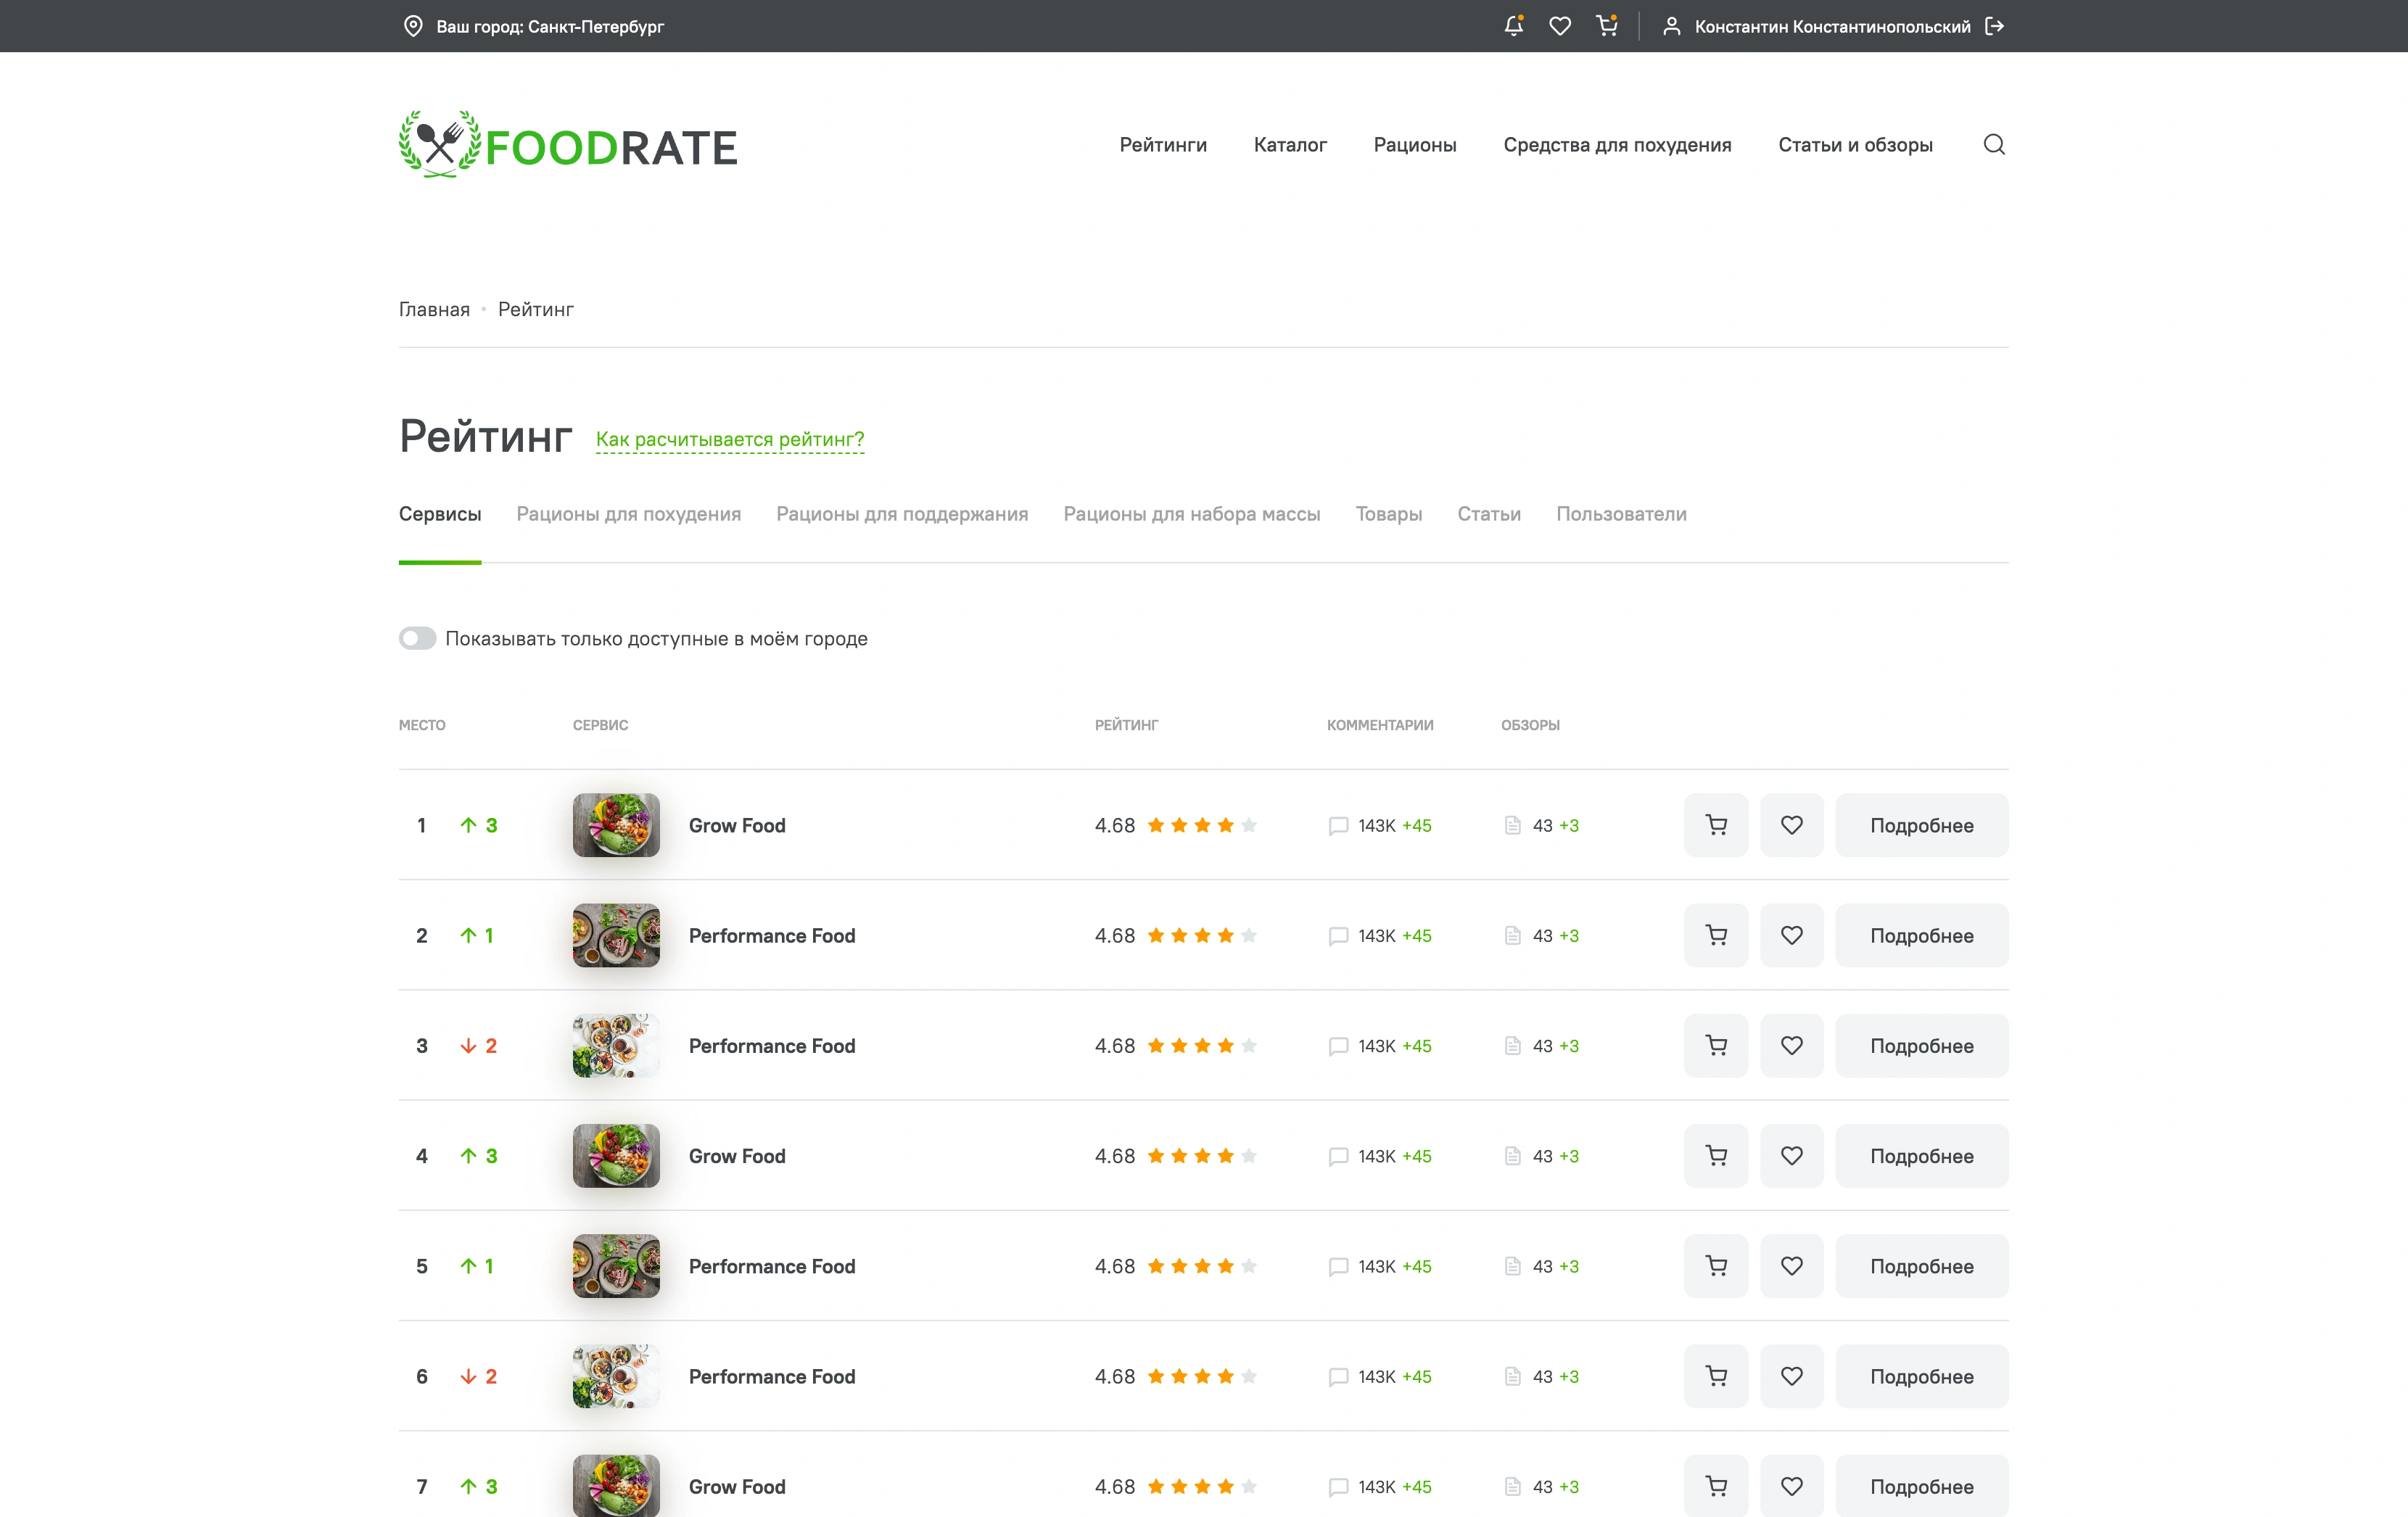 Ваш город: Санкт-Петербург
Константин Константинопольский
FOODRATE
Рейтинги Каталог Рационы Средства для похудения Статьи и обзоры
Главная • Рейтинг
Рейтинг Как расчитывается рейтинг?
Сервисы Рационы для похудения Рационы для поддержания Рационы для набора массы Товары Статьи Пользователи
Показывать только доступные в моём городе
МЕСТО СЕРВИС РЕЙТИНГ КОММЕНТАРИИ ОБЗОРЫ
1 ↑ 3 Grow Food 4.68 143K +45 43 +3 Подробнее
2 ↑ 1 Performance Food 4.68 143K +45 43 +3 Подробнее
3 ↓ 2 Performance Food 4.68 143K +45 43 +3 Подробнее
4 ↑ 3 Grow Food 4.68 143K +45 43 +3 Подробнее
5 ↑ 1 Performance Food 4.68 143K +45 43 +3 Подробнее
6 ↓ 2 Performance Food 4.68 143K +45 43 +3 Подробнее
7 ↑ 3 Grow Food 4.68 143K +45 43 +3 Подробнее